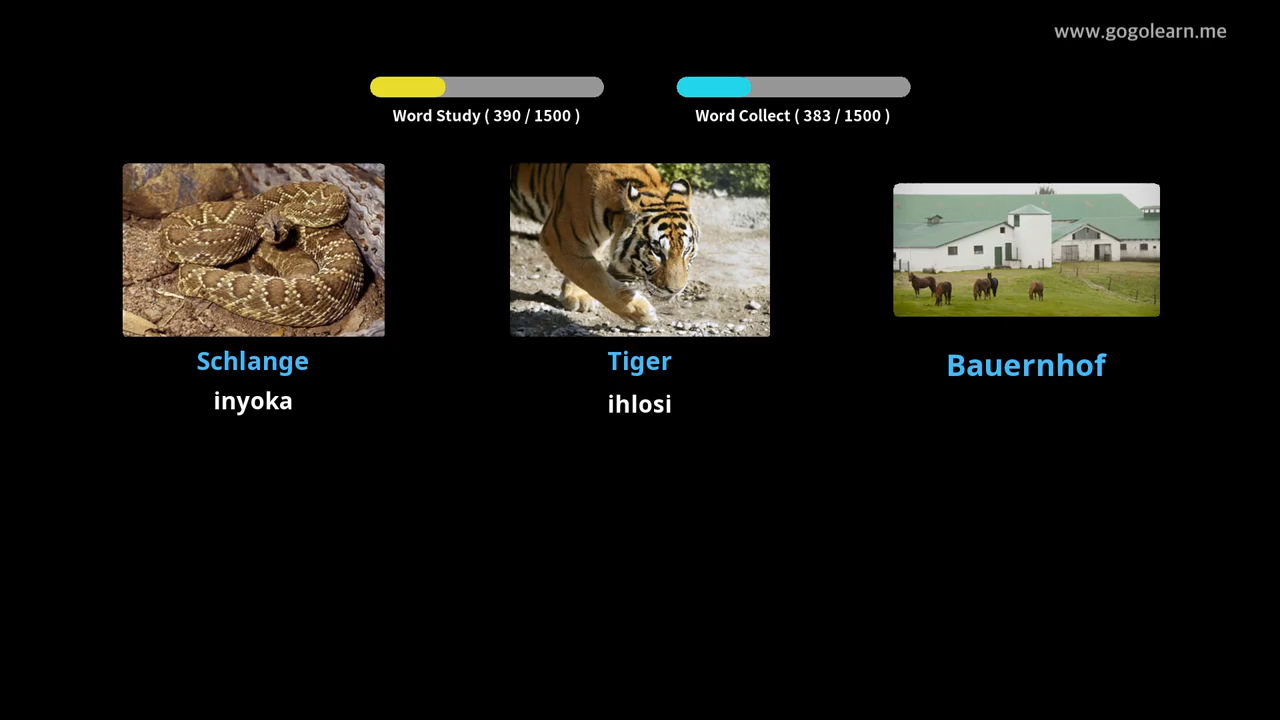 www.gogolearn.me
Word Study ( 390 / 1500 )
Word Collect ( 383 / 1500 )
Schlange
inyoka
Tiger
ihlosi
Bauernhof